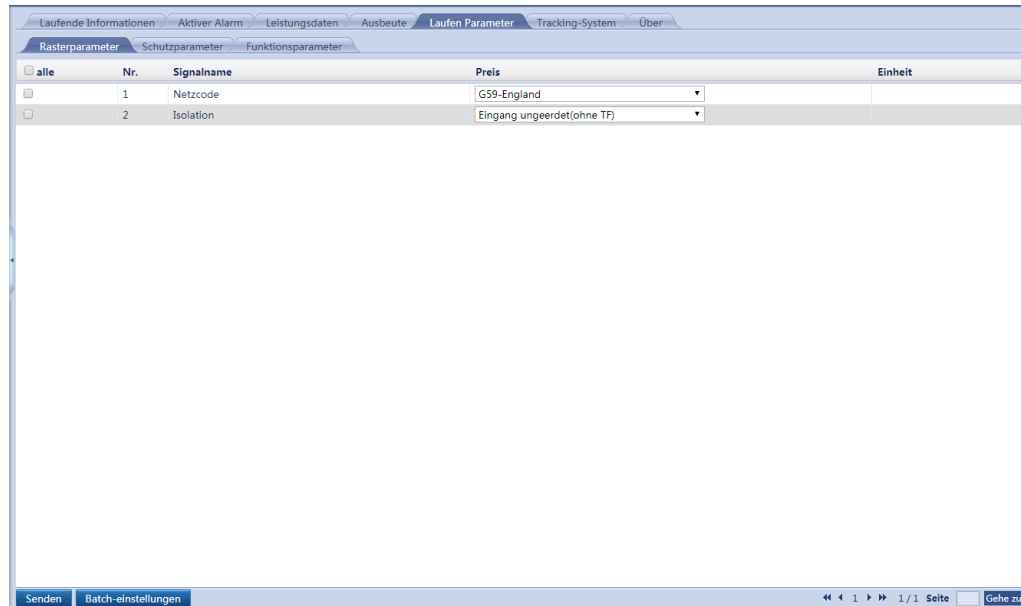 Laufende Informationen Aktiver Alarm Leistungsdaten Ausbeute Laufen Parameter Tracking-System Über
Rasterparameter Schutzparameter Funktionsparameter
alle Nr. Signalname Preis Einheit
1 Netzcode G59-England
2 Isolation Eingang ungeerdet(ohne TF)
Senden Batch-einstellungen 1 1/1 Seite Gehe zu